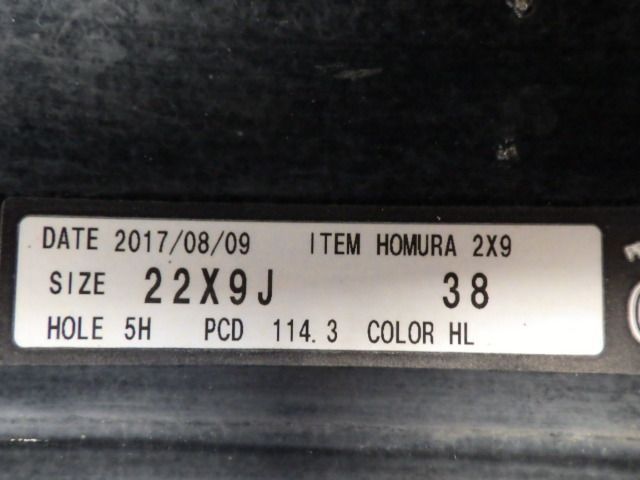 DATE 2017/08/09 ITEM HOMURA 2X9
SIZE 22X9J 38
HOLE 5H PCD 114.3 COLOR HL